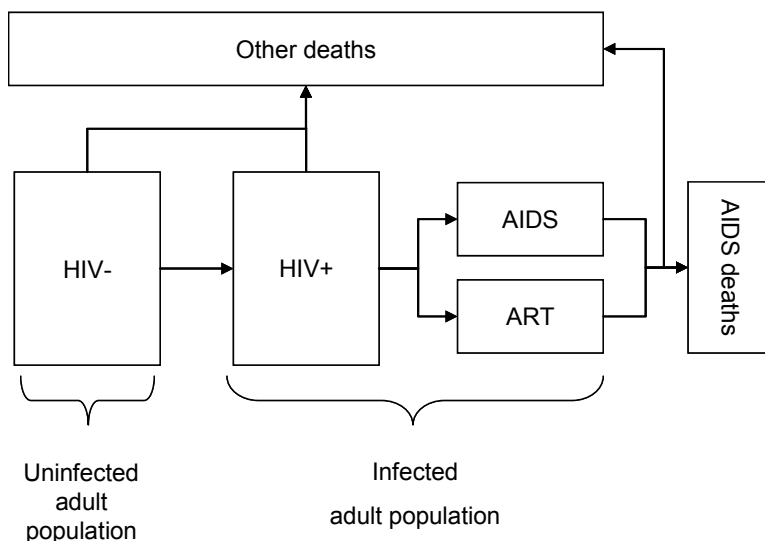 Other deaths
HIV-
HIV+
AIDS
ART
AIDS deaths
Uninfected
adult
population
Infected
adult population